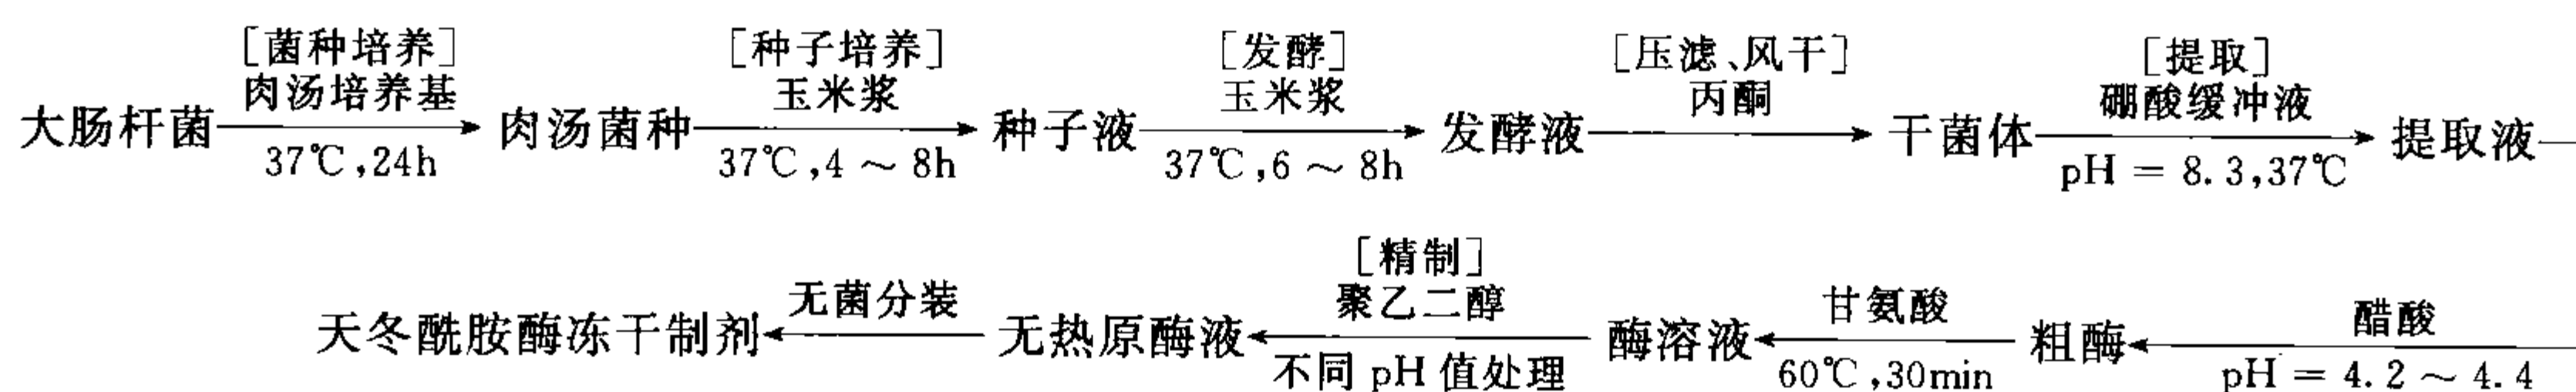 [菌种培养] [种子培养] [发酵] [压滤、风干] [提取]
肉汤培养基 玉米浆 玉米浆 丙酮 硼酸缓冲液
大肠杆菌 肉汤菌种 种子液 发酵液 干菌体 提取液
37℃,24h 37℃,4～8h 37℃,6～8h pH = 8.3,37℃
[精制]
无菌分装 聚乙二醇 甘氨酸 醋酸
天冬酰胺酶冻干制剂 无热原酶液 酶溶液 粗酶
不同 pH 值处理 60℃,30min pH = 4.2～4.4